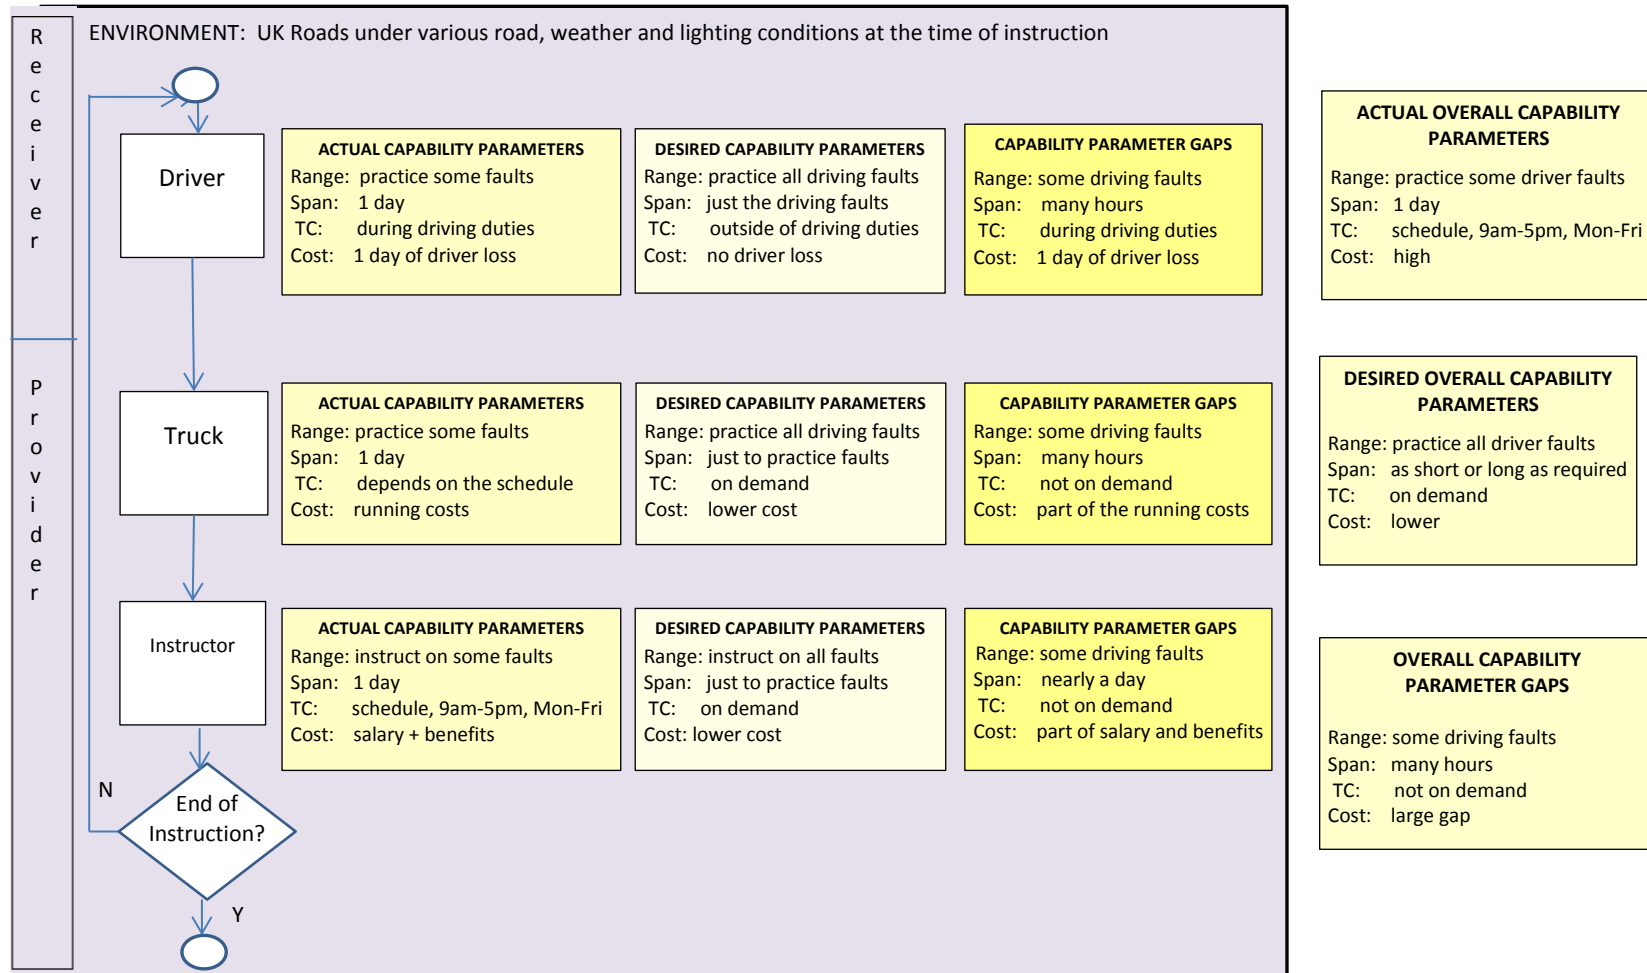 Receiver
ENVIRONMENT: UK Roads under various road, weather and lighting conditions at the time of instruction
Driver
ACTUAL CAPABILITY PARAMETERS
Range: practice some faults
Span: 1 day
TC: during driving duties
Cost: 1 day of driver loss
DESIRED CAPABILITY PARAMETERS
Range: practice all driving faults
Span: just the driving faults
TC: outside of driving duties
Cost: no driver loss
CAPABILITY PARAMETER GAPS
Range: some driving faults
Span: many hours
TC: during driving duties
Cost: 1 day of driver loss
Provider
Truck
ACTUAL CAPABILITY PARAMETERS
Range: practice some faults
Span: 1 day
TC: depends on the schedule
Cost: running costs
DESIRED CAPABILITY PARAMETERS
Range: practice all driving faults
Span: just to practice faults
TC: on demand
Cost: lower cost
CAPABILITY PARAMETER GAPS
Range: some driving faults
Span: many hours
TC: not on demand
Cost: part of the running costs
Instructor
ACTUAL CAPABILITY PARAMETERS
Range: instruct on some faults
Span: 1 day
TC: schedule, 9am-5pm, Mon-Fri
Cost: salary + benefits
DESIRED CAPABILITY PARAMETERS
Range: instruct on all faults
Span: just to practice faults
TC: on demand
Cost: lower cost
CAPABILITY PARAMETER GAPS
Range: some driving faults
Span: nearly a day
TC: not on demand
Cost: part of salary and benefits
N
End of
Instruction?
Y
ACTUAL OVERALL CAPABILITY
PARAMETERS
Range: practice some driver faults
Span: 1 day
TC: schedule, 9am-5pm, Mon-Fri
Cost: high
DESIRED OVERALL CAPABILITY
PARAMETERS
Range: practice all driver faults
Span: as short or long as required
TC: on demand
Cost: lower
OVERALL CAPABILITY
PARAMETER GAPS
Range: some driving faults
Span: many hours
TC: not on demand
Cost: large gap